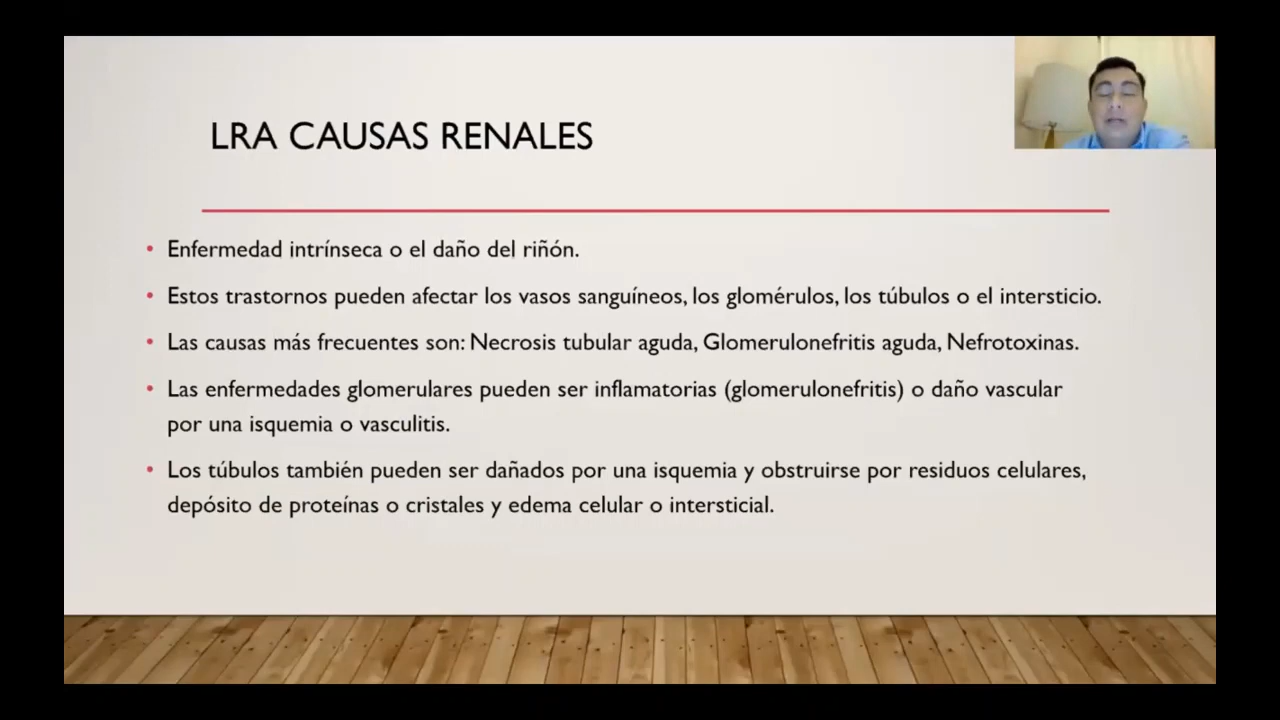 LRA CAUSAS RENALES
• Enfermedad intrínseca o el daño del riñón.
• Estos trastornos pueden afectar los vasos sanguíneos, los glomérulos, los túbulos o el intersticio.
• Las causas más frecuentes son: Necrosis tubular aguda, Glomerulonefritis aguda, Nefrotoxinas.
• Las enfermedades glomerulares pueden ser inflamatorias (glomerulonefritis) o daño vascular
por una isquemia o vasculitis.
• Los túbulos también pueden ser dañados por una isquemia y obstruirse por residuos celulares,
depósito de proteínas o cristales y edema celular o intersticial.